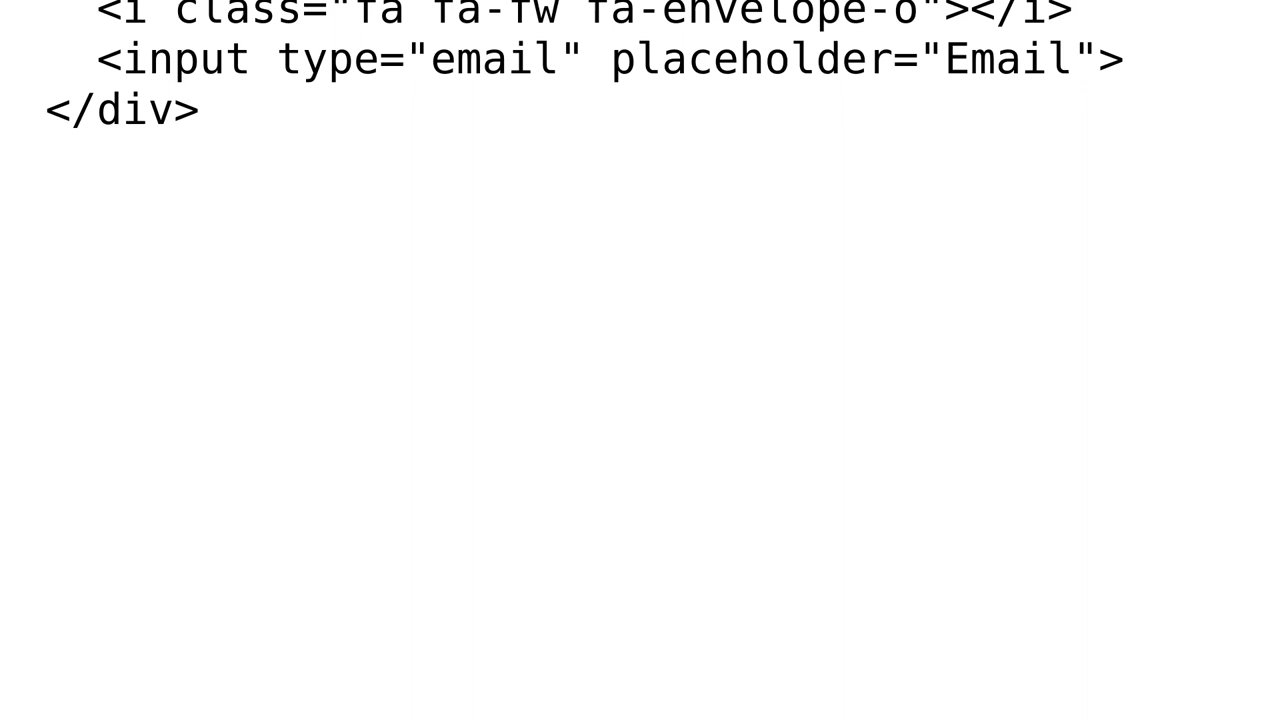 <i class="fa fa-fw fa-envelope-o"></i>
<input type="email" placeholder="Email">
</div>